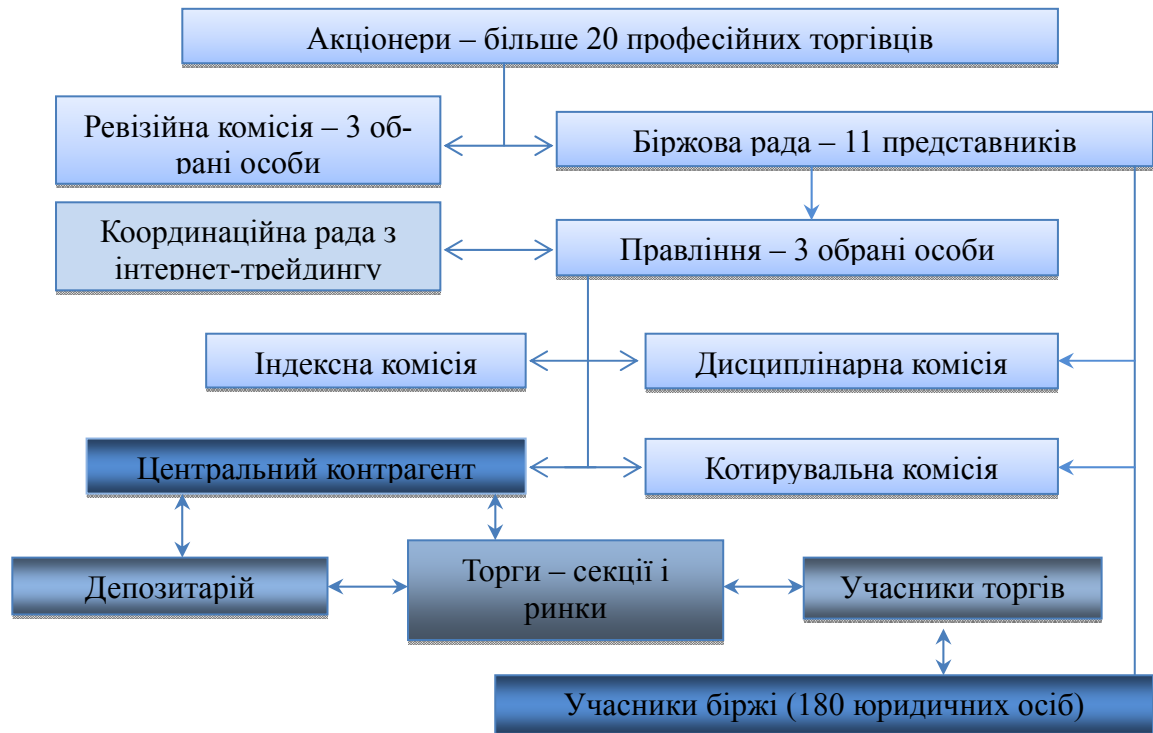 Акціонери – більше 20 професійних торгівців
Ревізійна комісія – 3 об-
рані особи
Біржова рада – 11 представників
Координаційна рада з
інтернет-трейдингу
Правління – 3 обрані особи
Індексна комісія
Дисциплінарна комісія
Центральний контрагент
Котирувальна комісія
Депозитарій
Торги – секції і
ринки
Учасники торгів
Учасники біржі (180 юридичних осіб)